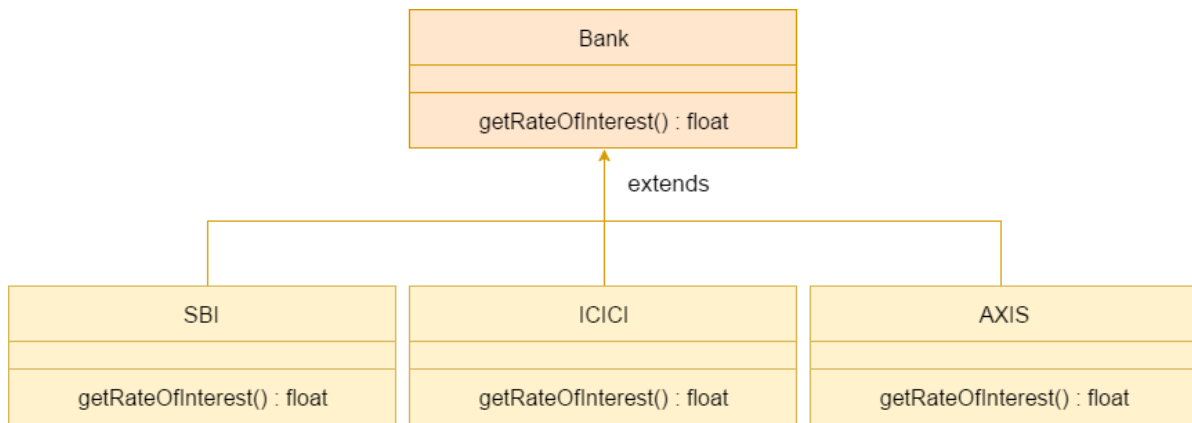 Bank
getRateOfInterest() : float
extends
SBI
ICICI
AXIS
getRateOfInterest() : float
getRateOfInterest() : float
getRateOfInterest() : float